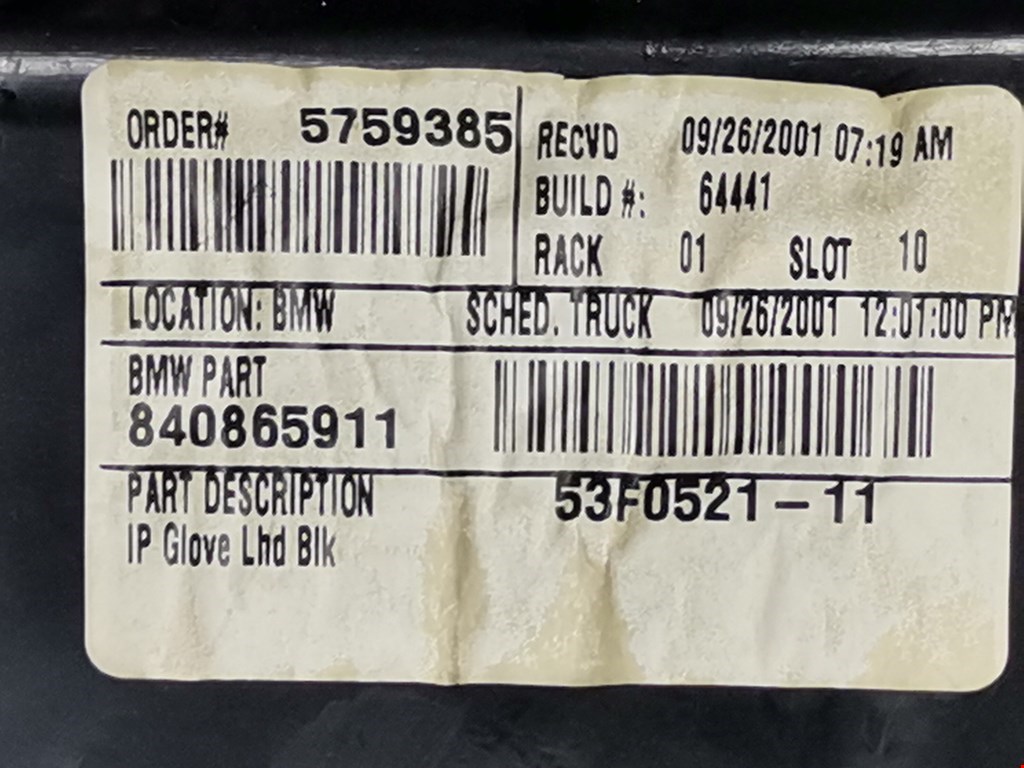 ORDER# 5759385
RECVD 09/26/2001 07:19 AM
BUILD #: 64441
RACK 01 SLOT 10
LOCATION: BMW SCHED. TRUCK 09/26/2001 12:01:00 PM
BMW PART
840865911
PART DESCRIPTION 53F0521-11
IP Glove Lhd Blk